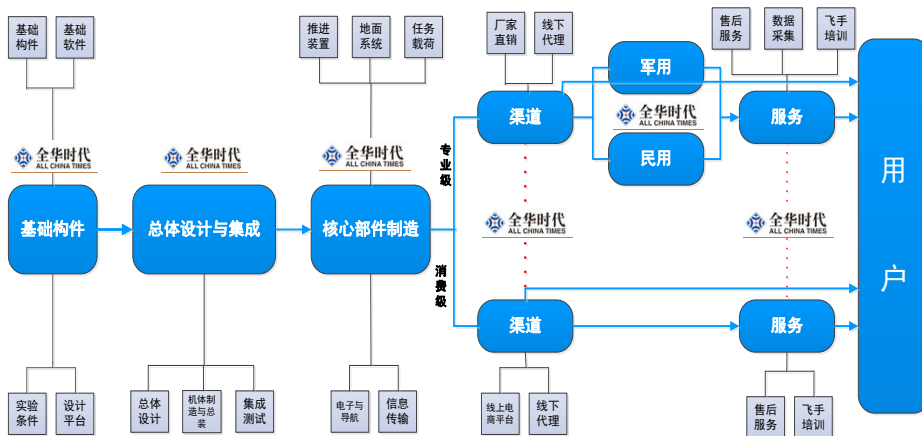 基础
构件
基础
软件
推进
装置
地面
系统
任务
载荷
厂家
直销
线下
代理
售后
服务
数据
采集
飞手
培训
军用
渠道
全华时代
ALL CHINA TIMES
服务
民用
全华时代
ALL CHINA TIMES
全华时代
ALL CHINA TIMES
全华时代
ALL CHINA TIMES
专业级
基础构件
总体设计与集成
核心部件制造
全华时代
ALL CHINA TIMES
全华时代
ALL CHINA TIMES
用户
消费级
渠道
服务
实验
条件
设计
平台
总体
设计
机体制
造与总
装
集成
测试
电子与
导航
信息
传输
线上电
商平台
线下
代理
售后
服务
飞手
培训